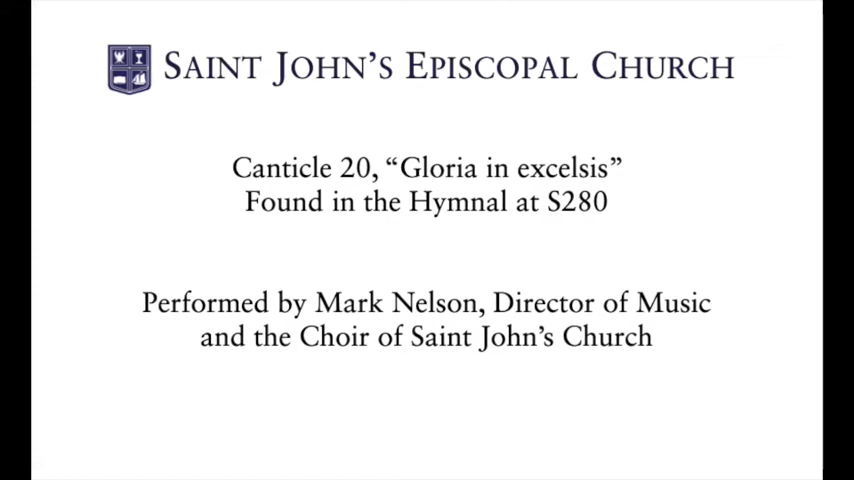 SAINT JOHN'S EPISCOPAL CHURCH
Canticle 20, “Gloria in excelsis”
Found in the Hymnal at S280
Performed by Mark Nelson, Director of Music
and the Choir of Saint John’s Church